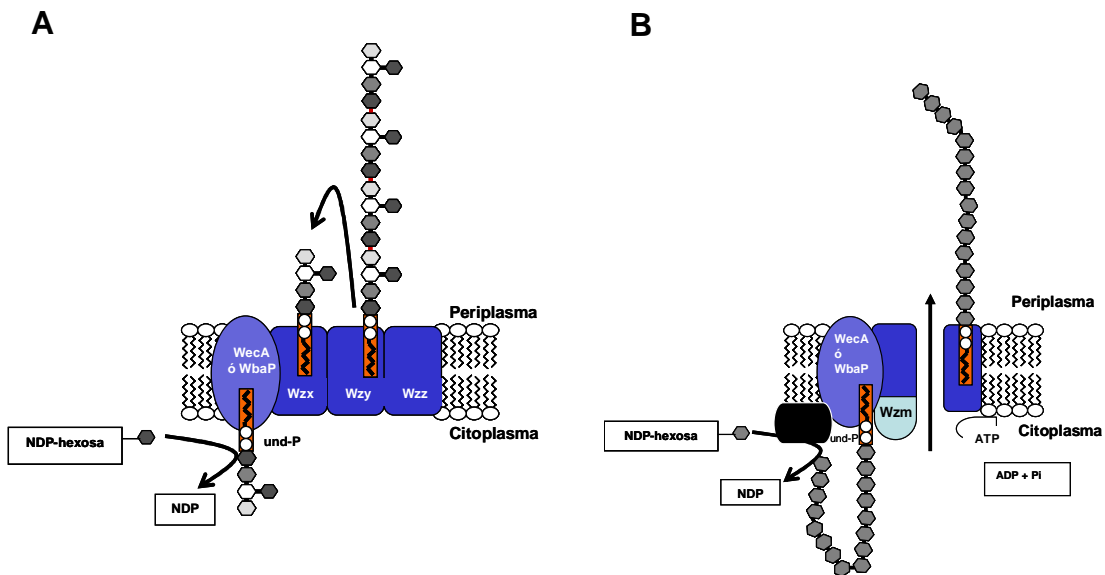 A
Periplasma
WecA
ó WbaP
Wzx
Wzy
Wzz
Citoplasma
und-P
NDP-hexosa
NDP
B
Periplasma
WecA
ó
WbaP
Wzm
Citoplasma
und-P
ATP
NDP-hexosa
NDP
ADP + Pi